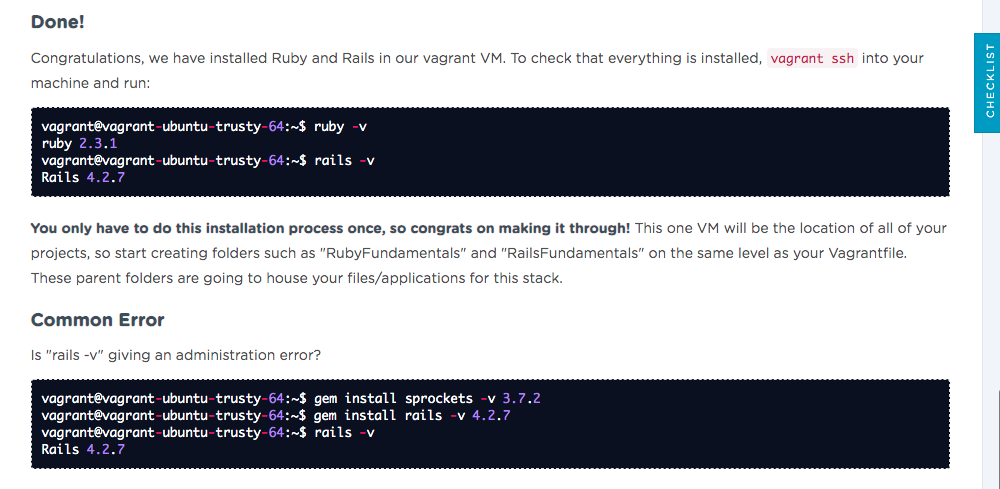 Done!
Congratulations, we have installed Ruby and Rails in our vagrant VM. To check that everything is installed, vagrant ssh into your
machine and run:
vagrant@vagrant-ubuntu-trusty-64:~$ ruby -v
ruby 2.3.1
vagrant@vagrant-ubuntu-trusty-64:~$ rails -v
Rails 4.2.7
You only have to do this installation process once, so congrats on making it through! This one VM will be the location of all of your
projects, so start creating folders such as "RubyFundamentals" and "RailsFundamentals" on the same level as your Vagrantfile.
These parent folders are going to house your files/applications for this stack.
Common Error
Is "rails -v" giving an administration error?
vagrant@vagrant-ubuntu-trusty-64:~$ gem install sprockets -v 3.7.2
vagrant@vagrant-ubuntu-trusty-64:~$ gem install rails -v 4.2.7
vagrant@vagrant-ubuntu-trusty-64:~$ rails -v
Rails 4.2.7
CHECKLIST